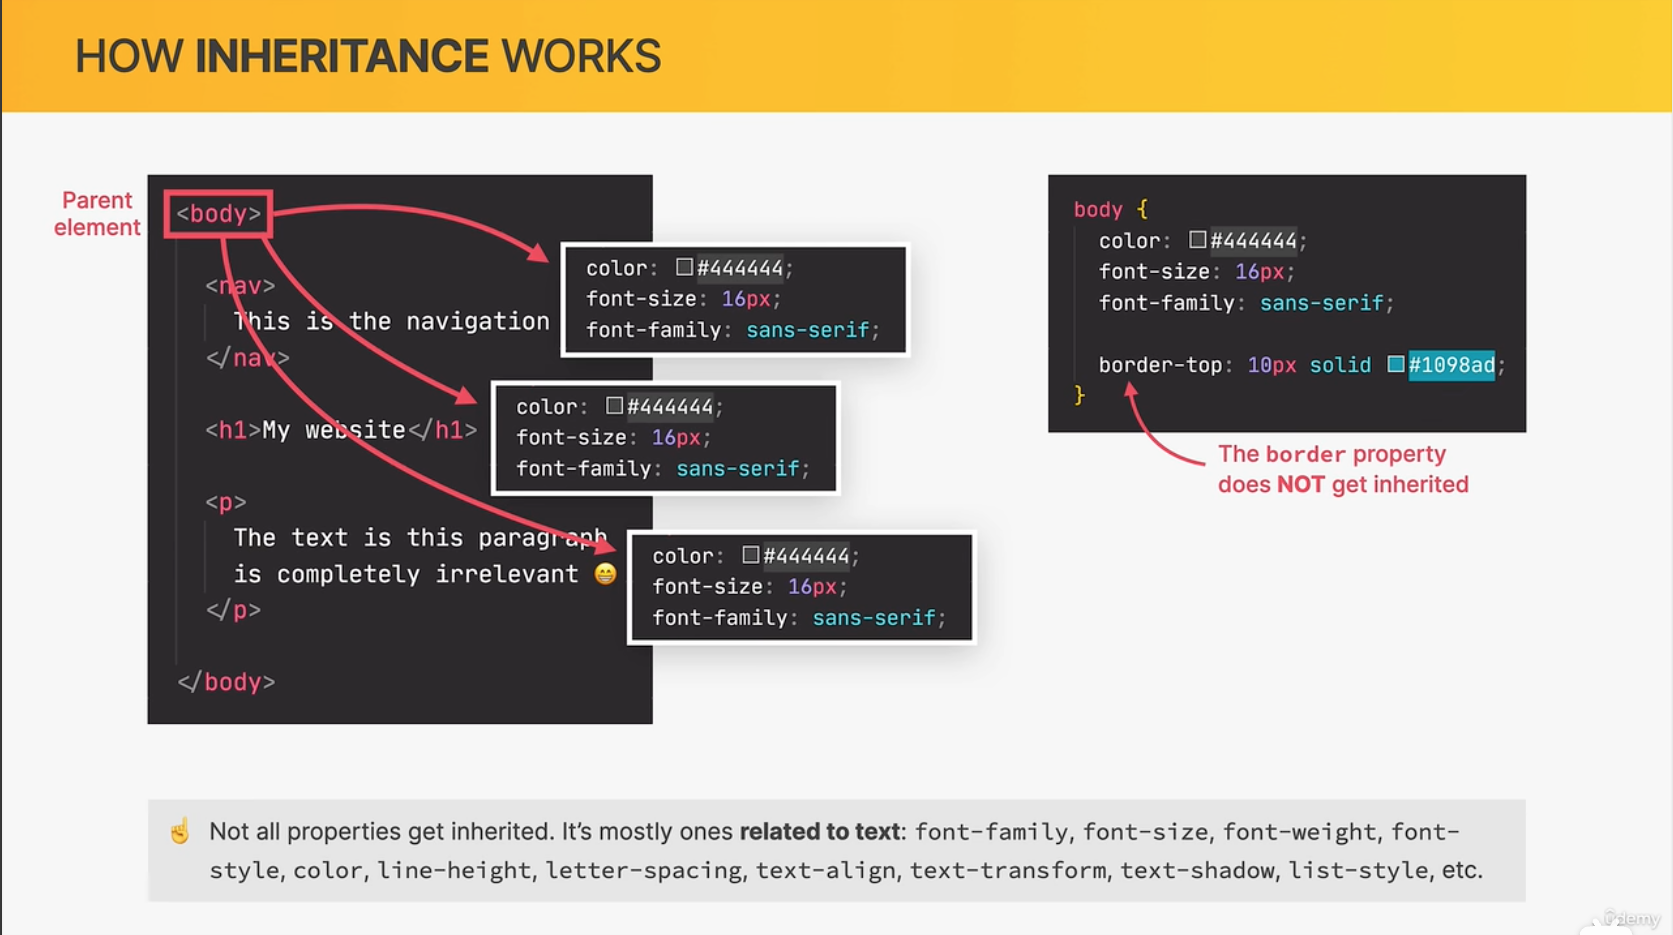 HOW INHERITANCE WORKS
Parent
element
<body>
<nav>
This is the navigation
</nav>
<h1>My website</h1>
<p>
The text is this paragraph
is completely irrelevant 😁
</p>
</body>
color: #444444;
font-size: 16px;
font-family: sans-serif;
color: #444444;
font-size: 16px;
font-family: sans-serif;
color: #444444;
font-size: 16px;
font-family: sans-serif;
body {
color: #444444;
font-size: 16px;
font-family: sans-serif;
border-top: 10px solid #1098ad;
}
The border property
does NOT get inherited
☝️ Not all properties get inherited. It’s mostly ones related to text: font-family, font-size, font-weight, font-
style, color, line-height, letter-spacing, text-align, text-transform, text-shadow, list-style, etc.
Udemy